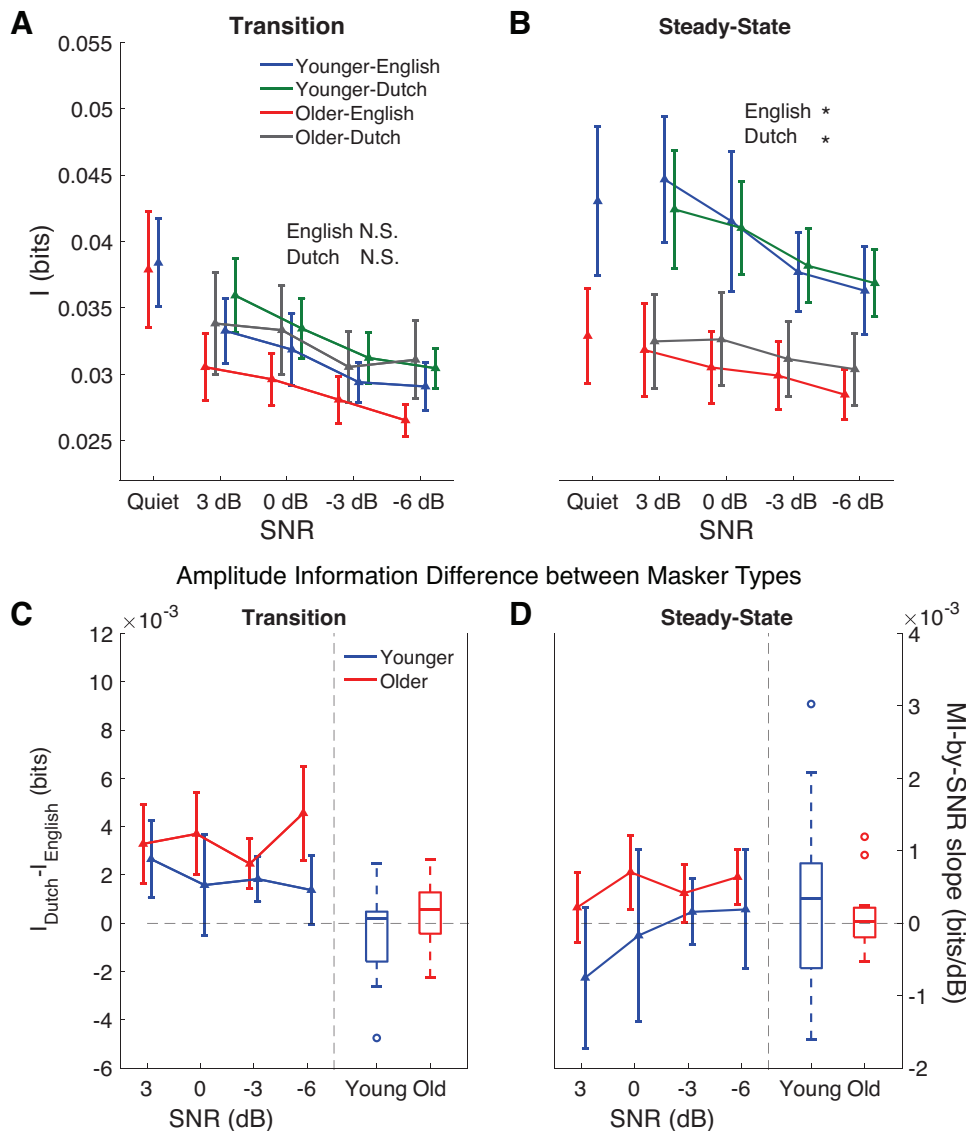 A
Transition
0.055
0.05
0.045
0.04
0.035
0.03
0.025
I (bits)
Younger-English
Younger-Dutch
Older-English
Older-Dutch
English N.S.
Dutch N.S.
Quiet 3 dB 0 dB -3 dB -6 dB
SNR
B
Steady-State
English *
Dutch *
Quiet 3 dB 0 dB -3 dB -6 dB
SNR
Amplitude Information Difference between Masker Types
C
×10⁻³
Transition
12
10
8
6
4
2
0
-2
-4
-6
I_Dutch-I_English (bits)
Younger
Older
3 0 -3 -6 Young Old
SNR (dB)
D
Steady-State
×10⁻³
4
3
2
1
0
-1
-2
MI-by-SNR slope (bits/dB)
3 0 -3 -6 Young Old
SNR (dB)